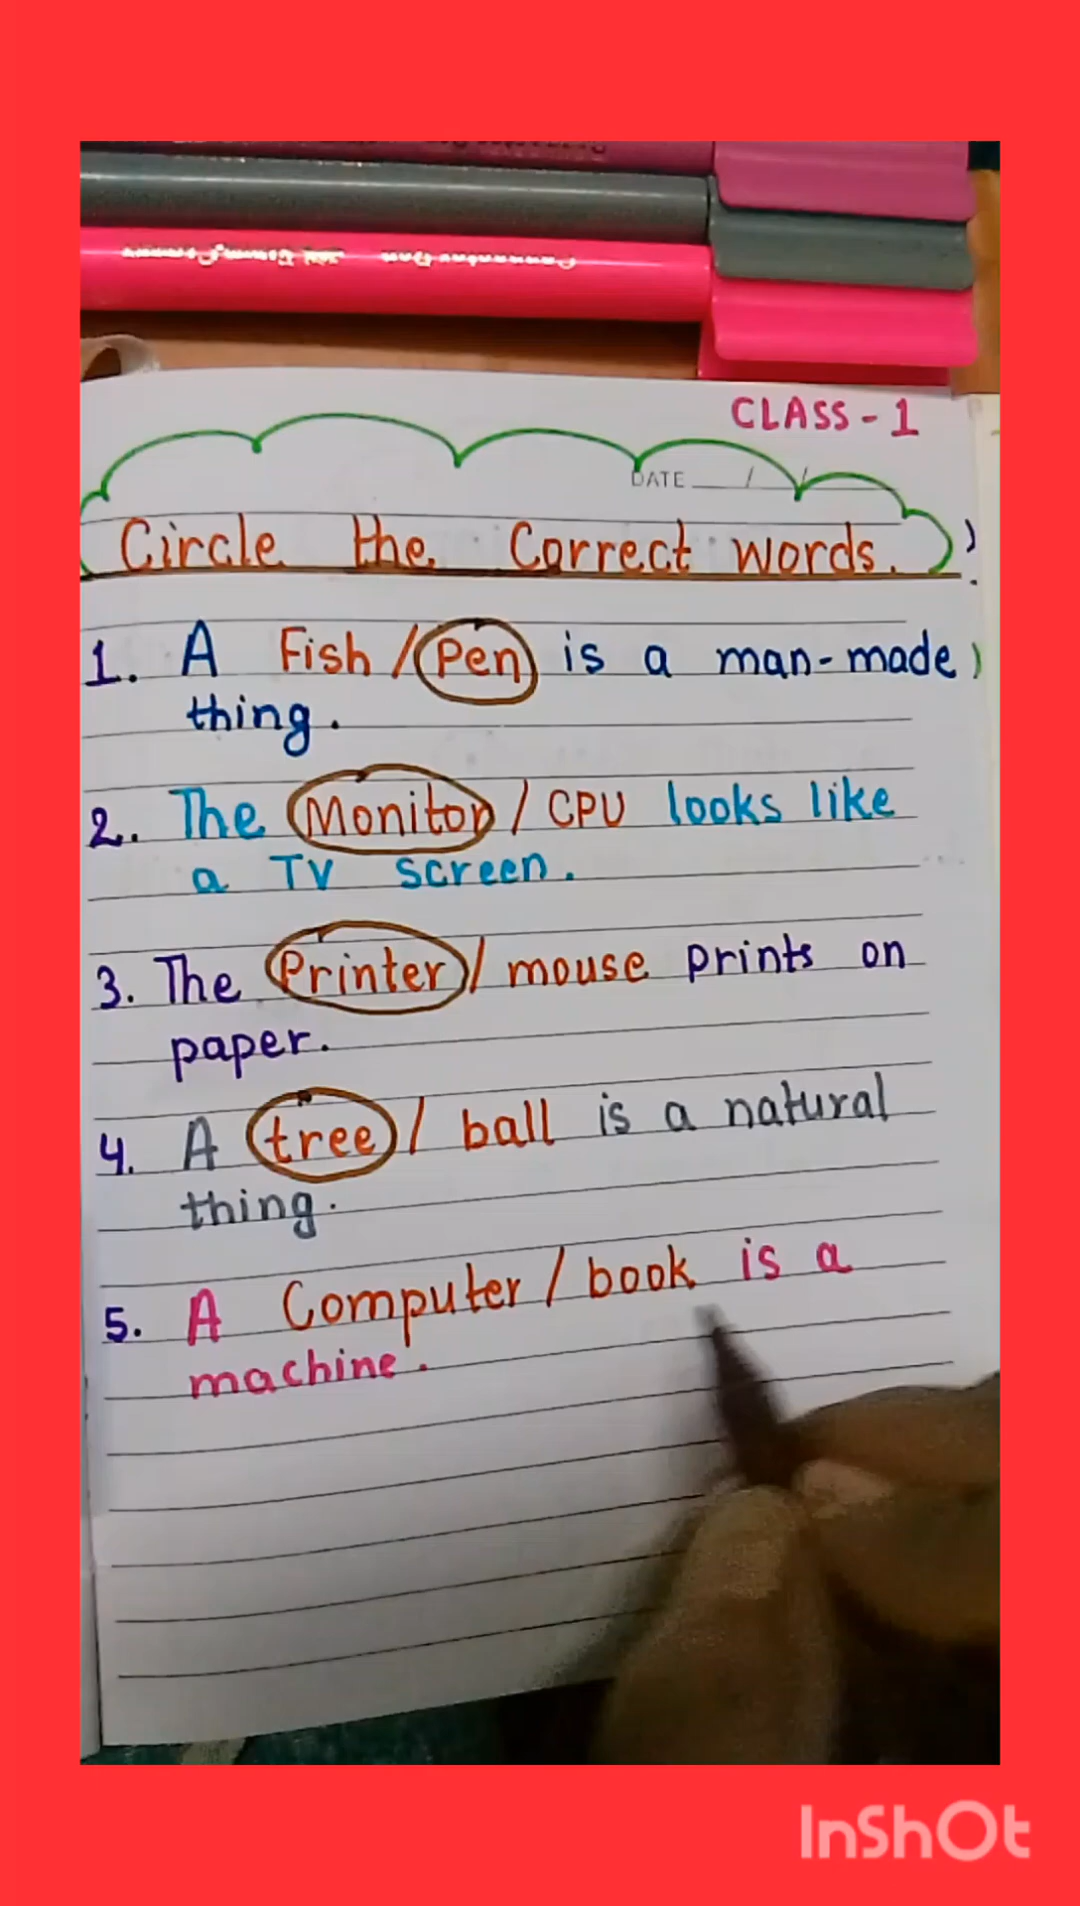 CLASS - 1
DATE __/__/
Circle the Correct words.
1. A Fish / Pen is a man-made
thing.
2. The Monitor / CPU looks like
a TV screen.
3. The Printer / mouse prints on
paper.
4. A tree / ball is a natural
thing.
5. A Computer / book is a
machine.
InShOt